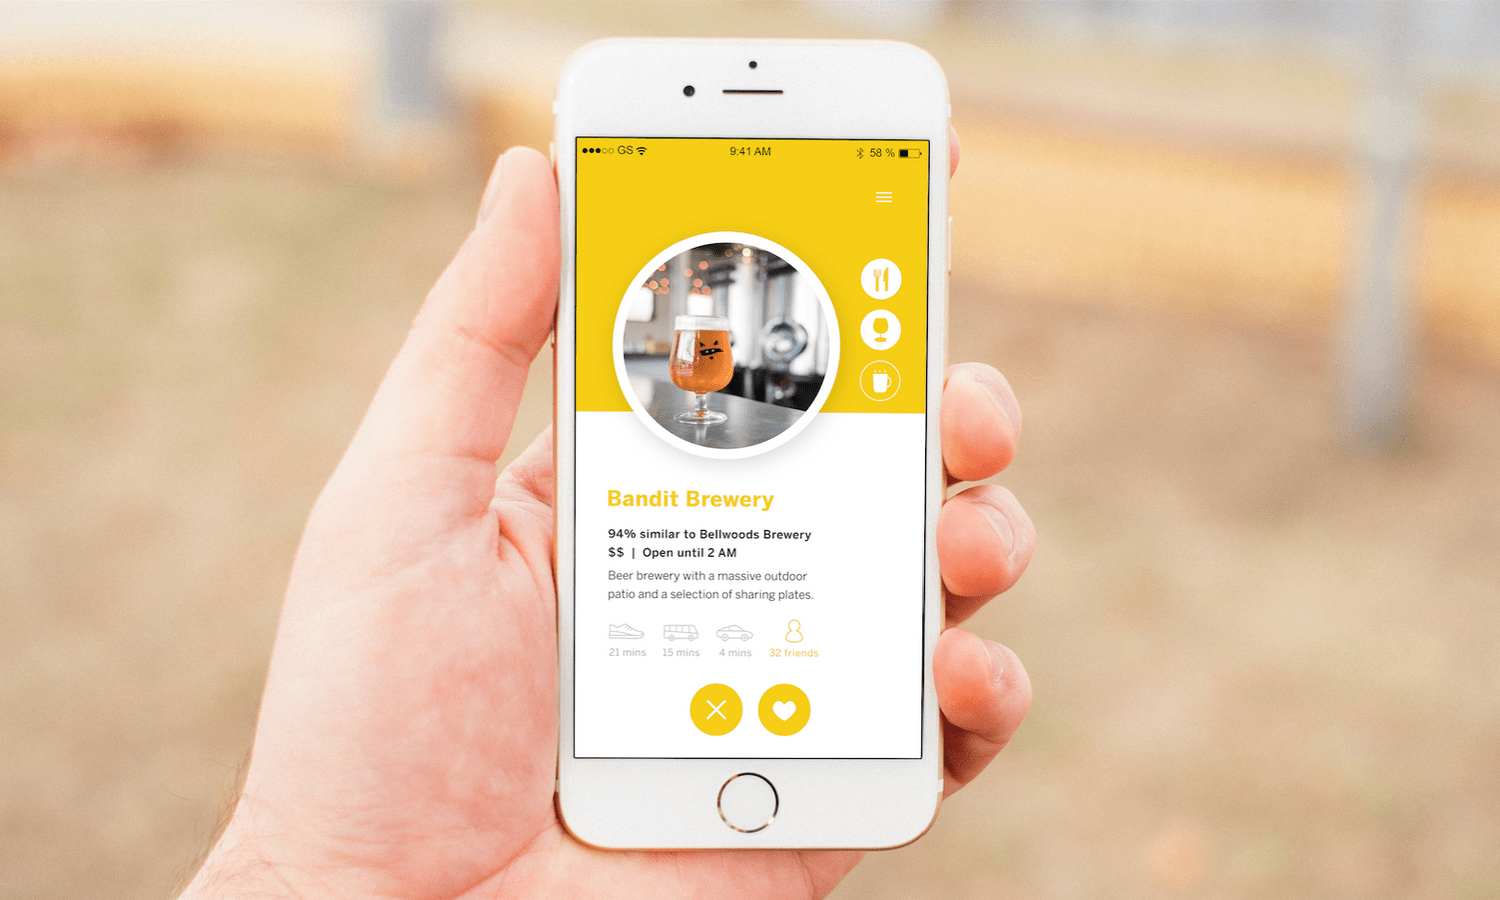 GS 9:41 AM 58 %
Bandit Brewery
94% similar to Bellwoods Brewery
$$ | Open until 2 AM
Beer brewery with a massive outdoor
patio and a selection of sharing plates.
21 mins 15 mins 4 mins 32 friends